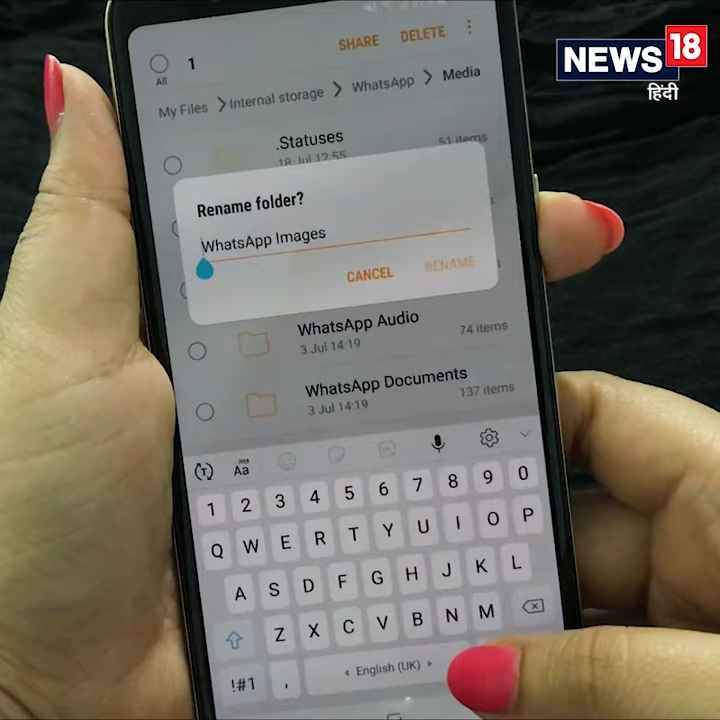 NEWS 18
हिंदी
1
SHARE
DELETE
All
My Files > Internal storage > WhatsApp > Media
.Statuses
18 Jul 12:55
51 items
Rename folder?
WhatsApp Images
CANCEL
RENAME
WhatsApp Audio
3 Jul 14:19
74 items
WhatsApp Documents
3 Jul 14:19
137 items
T
Aa
1 2 3 4 5 6 7 8 9 0
Q W E R T Y U I O P
A S D F G H J K L
Z X C V B N M
!#1 , < English (UK) >